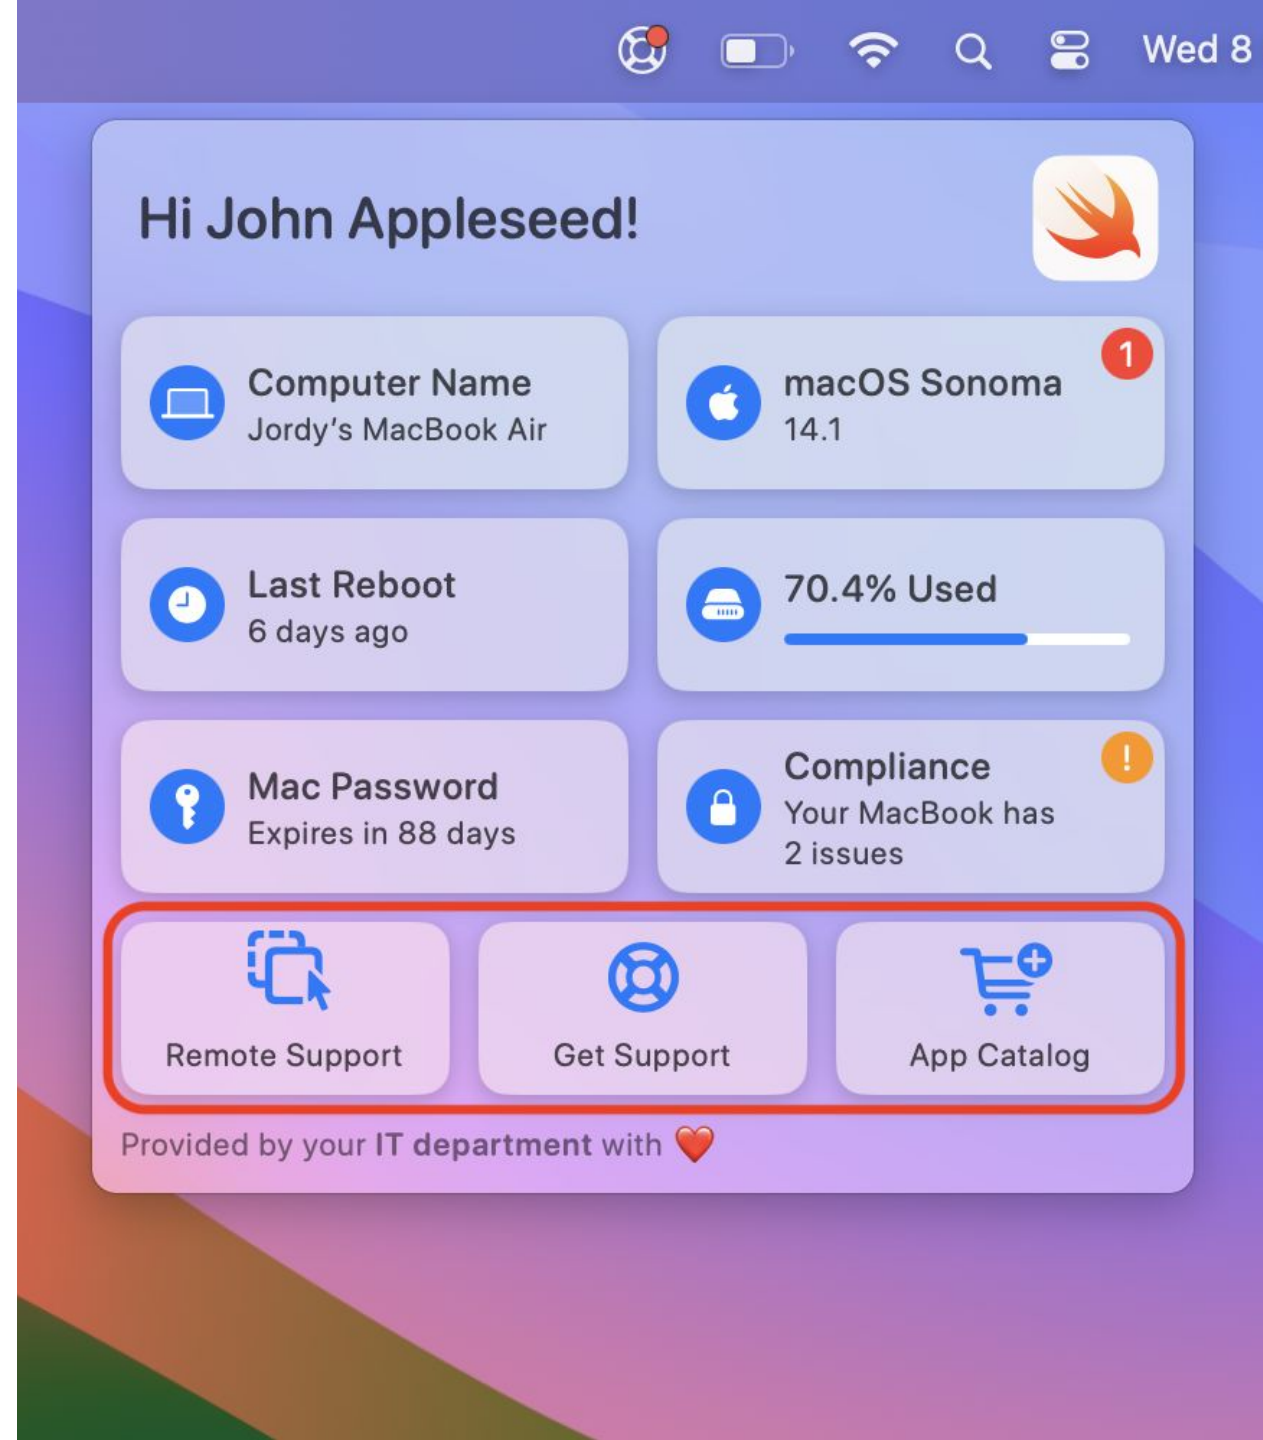 Wed 8
Hi John Appleseed!
Computer Name
Jordy's MacBook Air
macOS Sonoma
14.1
1
Last Reboot
6 days ago
70.4% Used
Mac Password
Expires in 88 days
Compliance
Your MacBook has
2 issues
!
Remote Support
Get Support
App Catalog
Provided by your IT department with ❤️